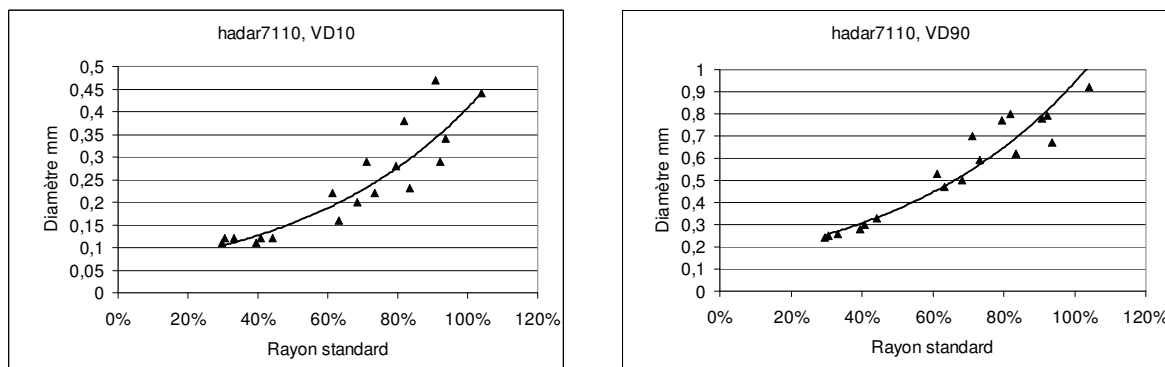 hadar7110, VD10
0,5
0,45
0,4
0,35
0,3
0,25
0,2
0,15
0,1
0,05
0
Diamètre mm
0% 20% 40% 60% 80% 100% 120%
Rayon standard
hadar7110, VD90
1
0,9
0,8
0,7
0,6
0,5
0,4
0,3
0,2
0,1
0
Diamètre mm
0% 20% 40% 60% 80% 100% 120%
Rayon standard